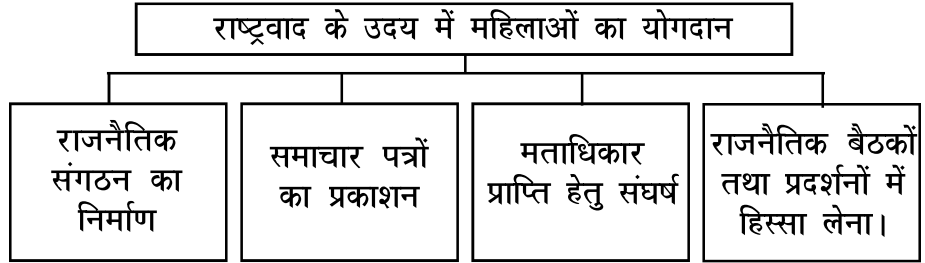 राष्ट्रवाद के उदय में महिलाओं का योगदान
राजनैतिक
संगठन का
निर्माण
समाचार पत्रों
का प्रकाशन
मताधिकार
प्राप्ति हेतु संघर्ष
राजनैतिक बैठकों
तथा प्रदर्शनों में
हिस्सा लेना।